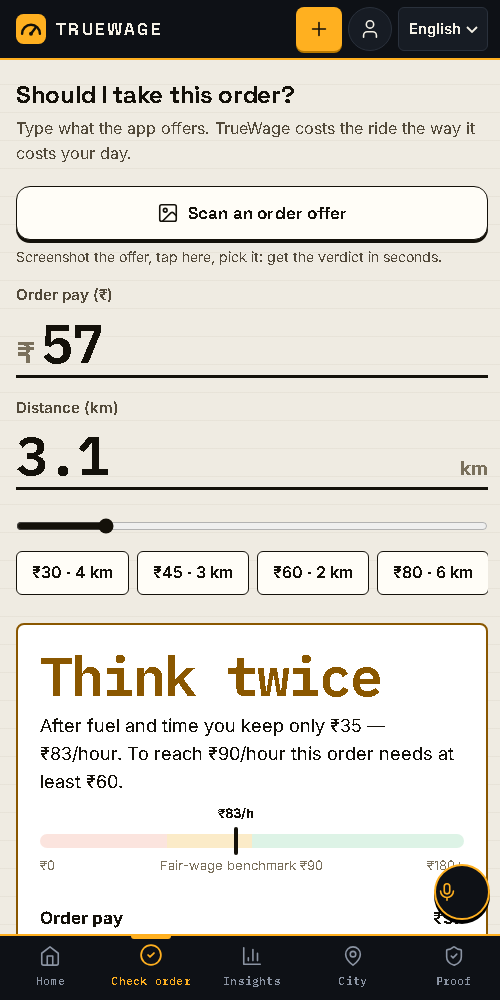 TRUEWAGE
English
Should I take this order?
Type what the app offers. TrueWage costs the ride the way it
costs your day.
Scan an order offer
Screenshot the offer, tap here, pick it: get the verdict in seconds.
Order pay (₹)
₹ 57
Distance (km)
3.1 km
₹30 · 4 km
₹45 · 3 km
₹60 · 2 km
₹80 · 6 km
Think twice
After fuel and time you keep only ₹35 —
₹83/hour. To reach ₹90/hour this order needs at
least ₹60.
₹83/h
₹0 Fair-wage benchmark ₹90
Order pay
Home
Check order
Insights
City
Proof